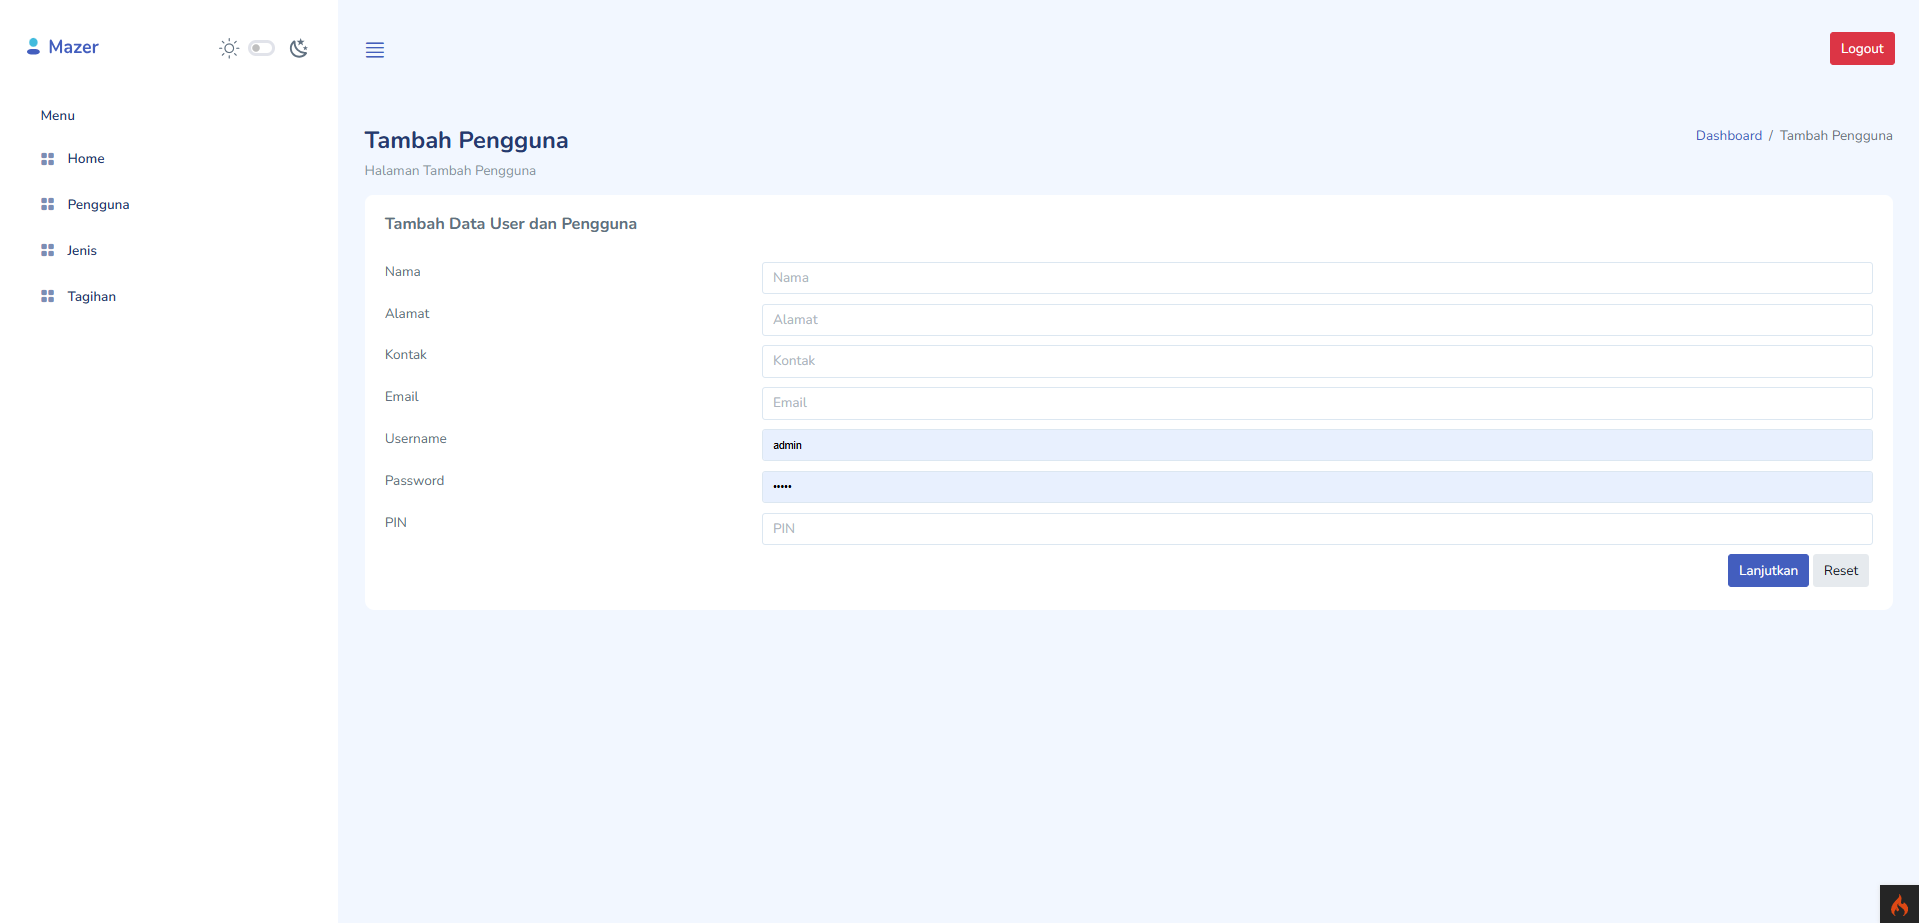 Mazer
Menu
Home
Pengguna
Jenis
Tagihan
Logout
Tambah Pengguna
Halaman Tambah Pengguna
Dashboard / Tambah Pengguna
Tambah Data User dan Pengguna
Nama
Nama
Alamat
Alamat
Kontak
Kontak
Email
Email
Username
admin
Password
•••••
PIN
PIN
Lanjutkan
Reset